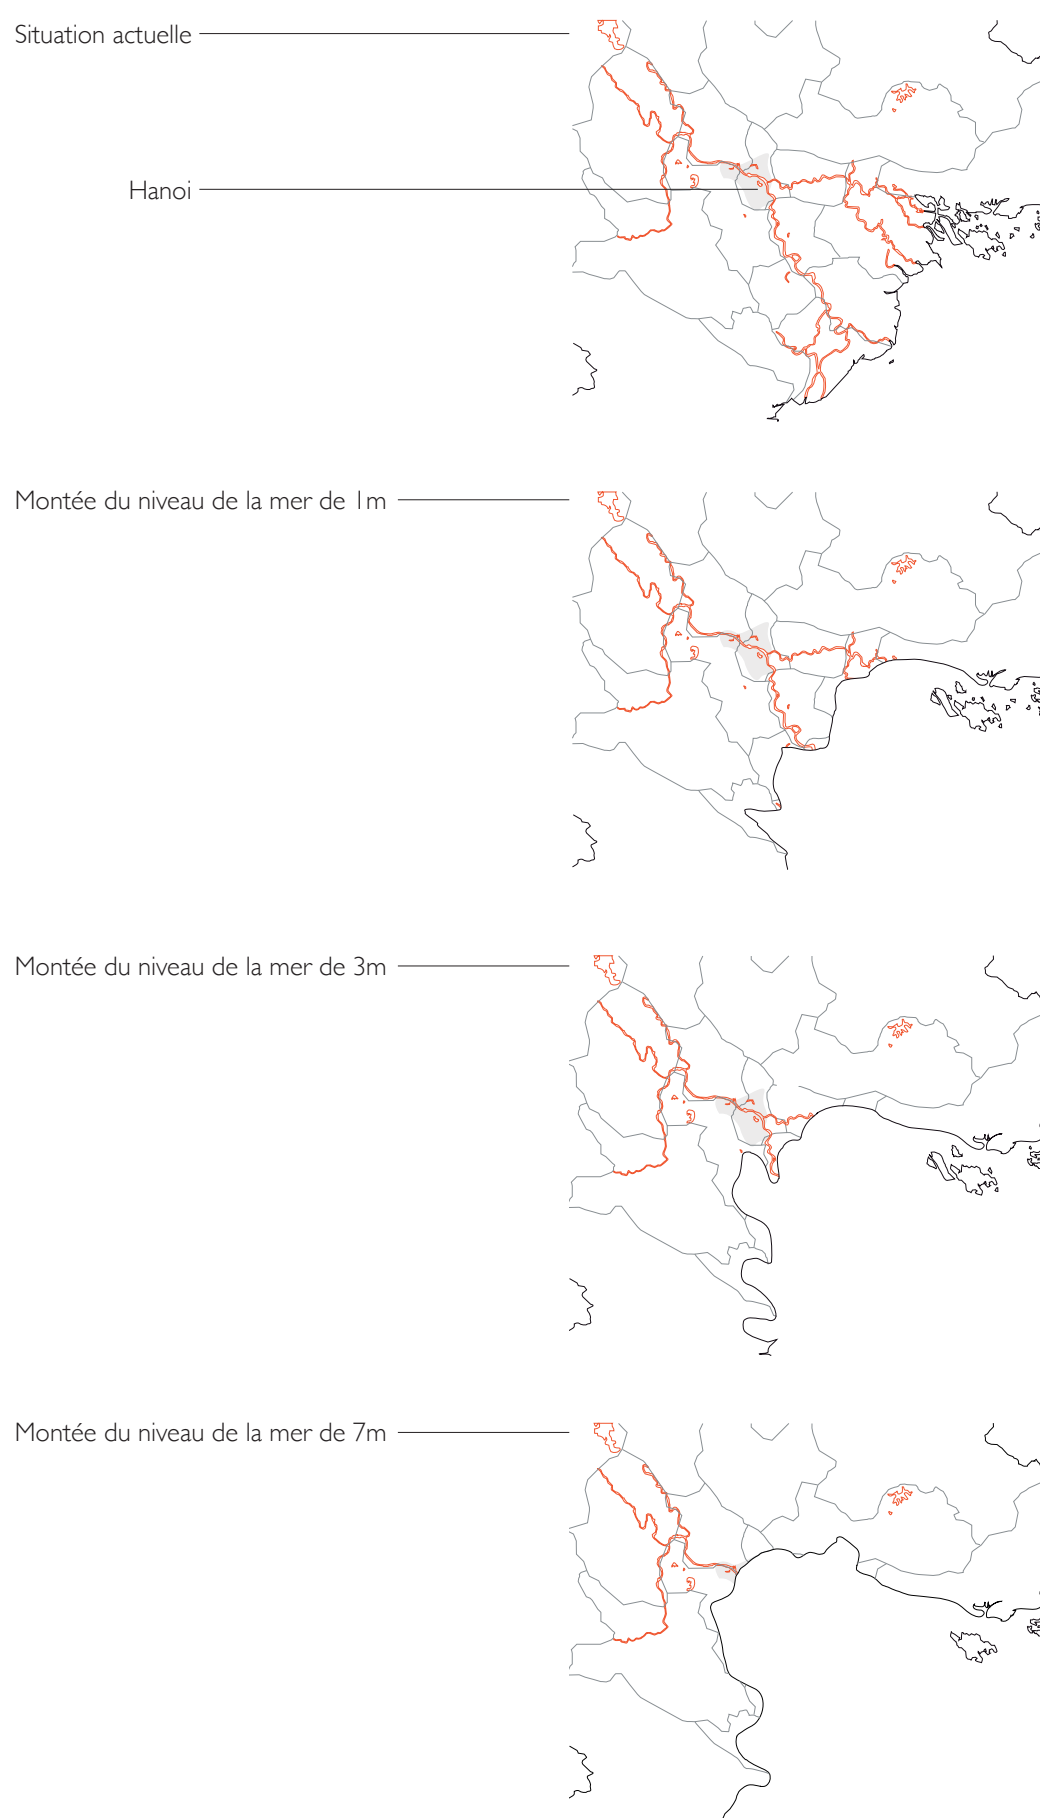 Situation actuelle
Hanoi
Montée du niveau de la mer de 1m
Montée du niveau de la mer de 3m
Montée du niveau de la mer de 7m